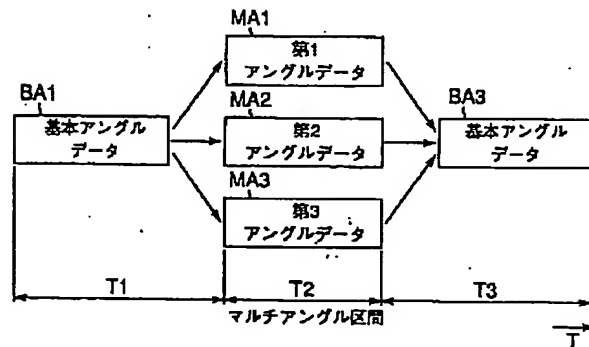 MA1
第1
アングルデータ
BA1
基本アングル
データ
MA2
第2
アングルデータ
BA3
基本アングル
データ
MA3
第3
アングルデータ
T1
T2
T3
マルチアングル区間
T